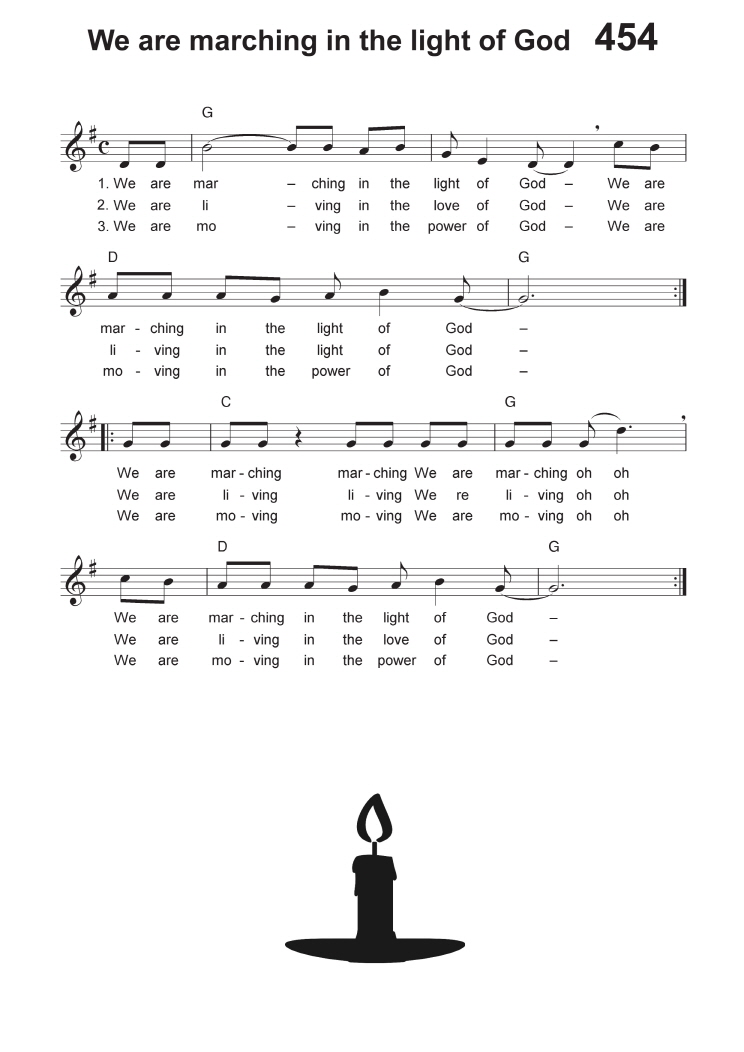 We are marching in the light of God 454
G
1. We are mar – ching in the light of God – We are
2. We are li – ving in the love of God – We are
3. We are mo – ving in the power of God – We are
D G
mar - ching in the light of God –
li - ving in the light of God –
mo - ving in the power of God –
C G
We are mar - ching mar - ching We are mar - ching oh oh
We are li - ving li - ving We re li - ving oh oh
We are mo - ving mo - ving We are mo - ving oh oh
D G
We are mar - ching in the light of God –
We are li - ving in the love of God –
We are mo - ving in the power of God –